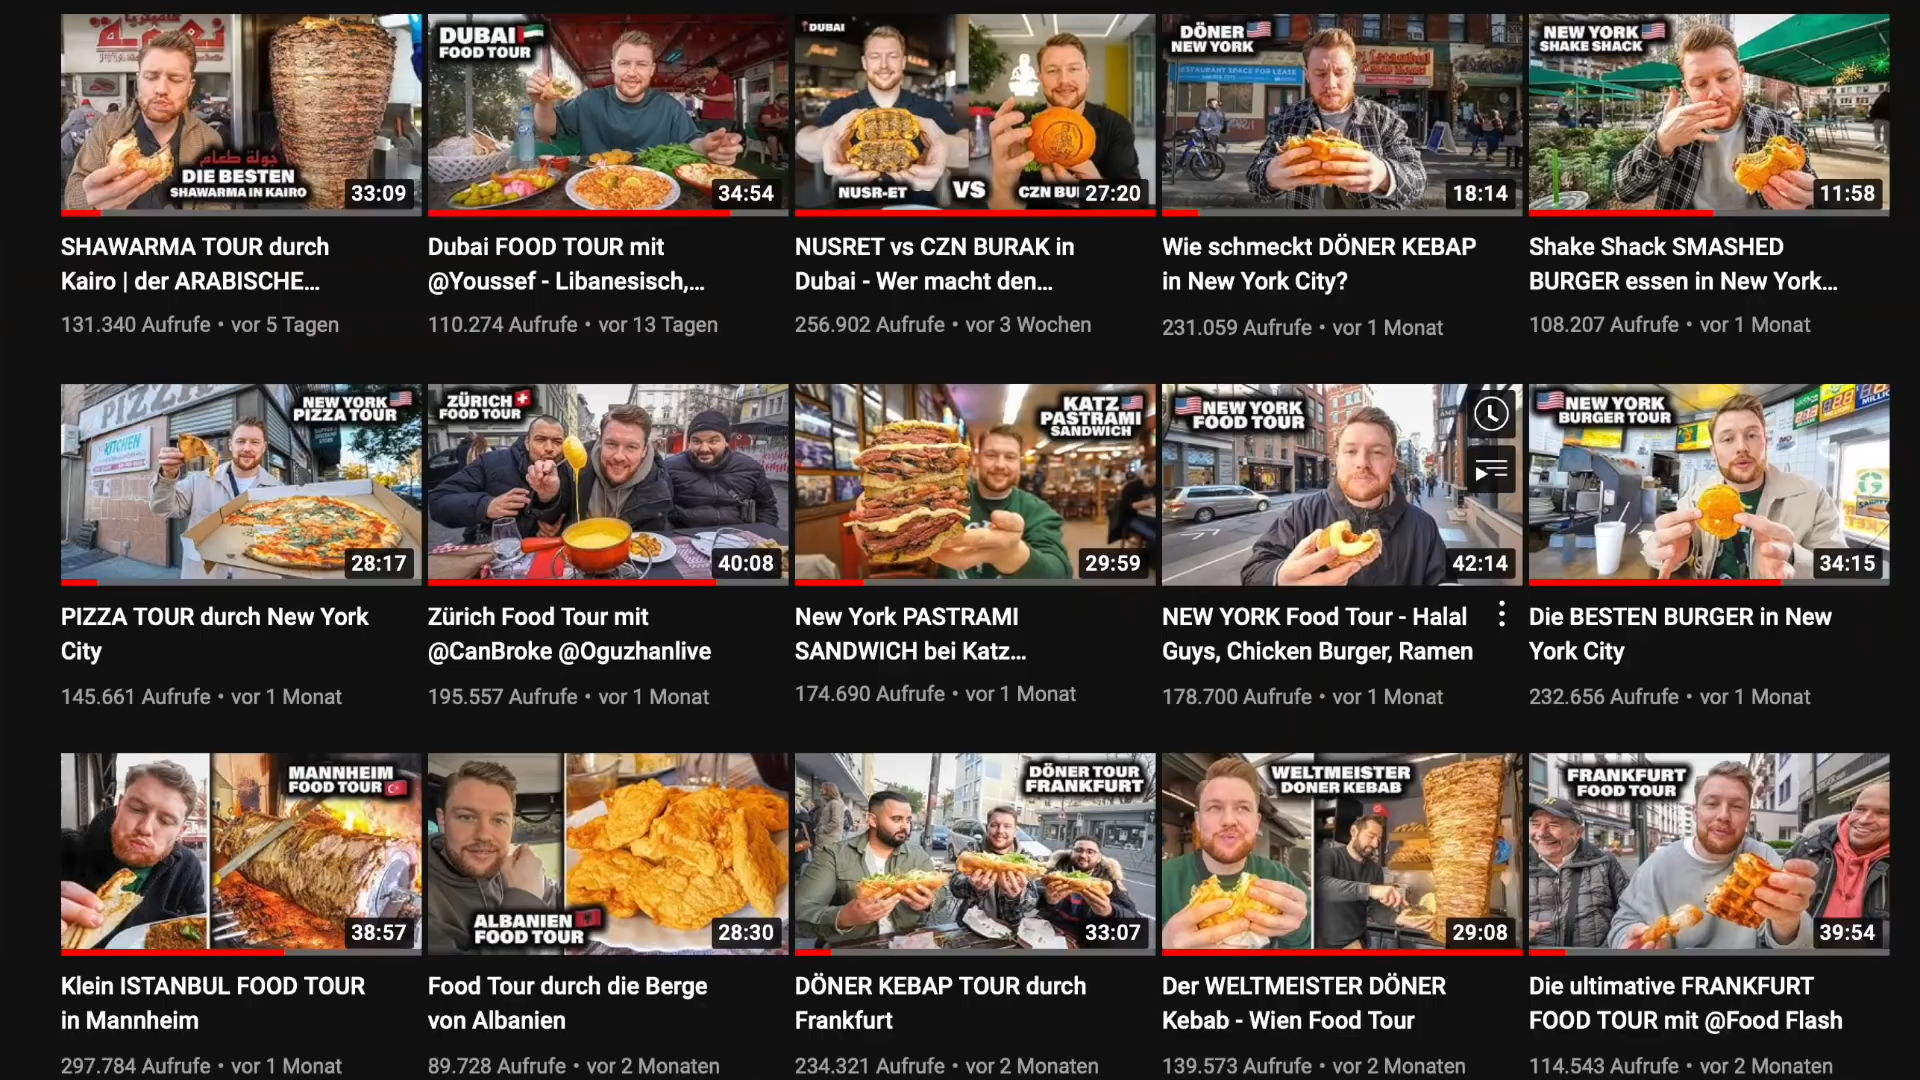 جولة طعام
DIE BESTEN
SHAWARMA IN KAIRO
33:09
DUBAI
FOOD TOUR
34:54
DUBAI
NUSR-ET
VS
CZN BU
27:20
DÖNER
NEW YORK
RESTAURANT SPACE FOR LEASE
18:14
NEW YORK
SHAKE SHACK
11:58
SHAWARMA TOUR durch
Kairo | der ARABISCHE...
131.340 Aufrufe • vor 5 Tagen
Dubai FOOD TOUR mit
@Youssef - Libanesisch,...
110.274 Aufrufe • vor 13 Tagen
NUSRET vs CZN BURAK in
Dubai - Wer macht den...
256.902 Aufrufe • vor 3 Wochen
Wie schmeckt DÖNER KEBAP
in New York City?
231.059 Aufrufe • vor 1 Monat
Shake Shack SMASHED
BURGER essen in New York...
108.207 Aufrufe • vor 1 Monat
PIZZ
KITCHEN
NEW YORK
PIZZA TOUR
28:17
ZÜRICH
FOOD TOUR
40:08
KATZ
PASTRAMI
SANDWICH
29:59
NEW YORK
FOOD TOUR
42:14
NEW YORK
BURGER TOUR
34:15
PIZZA TOUR durch New York
City
145.661 Aufrufe • vor 1 Monat
Zürich Food Tour mit
@CanBroke @Oguzhanlive
195.557 Aufrufe • vor 1 Monat
New York PASTRAMI
SANDWICH bei Katz...
174.690 Aufrufe • vor 1 Monat
NEW YORK Food Tour - Halal
Guys, Chicken Burger, Ramen
178.700 Aufrufe • vor 1 Monat
Die BESTEN BURGER in New
York City
232.656 Aufrufe • vor 1 Monat
MANNHEIM
FOOD TOUR
38:57
ALBANIEN
FOOD TOUR
28:30
DÖNER TOUR
FRANKFURT
33:07
WELTMEISTER
DÖNER KEBAB
29:08
FRANKFURT
FOOD TOUR
39:54
Klein ISTANBUL FOOD TOUR
in Mannheim
297.784 Aufrufe • vor 1 Monat
Food Tour durch die Berge
von Albanien
89.728 Aufrufe • vor 2 Monaten
DÖNER KEBAP TOUR durch
Frankfurt
234.321 Aufrufe • vor 2 Monaten
Der WELTMEISTER DÖNER
Kebab - Wien Food Tour
139.573 Aufrufe • vor 2 Monaten
Die ultimative FRANKFURT
FOOD TOUR mit @Food Flash
114.543 Aufrufe • vor 2 Monaten